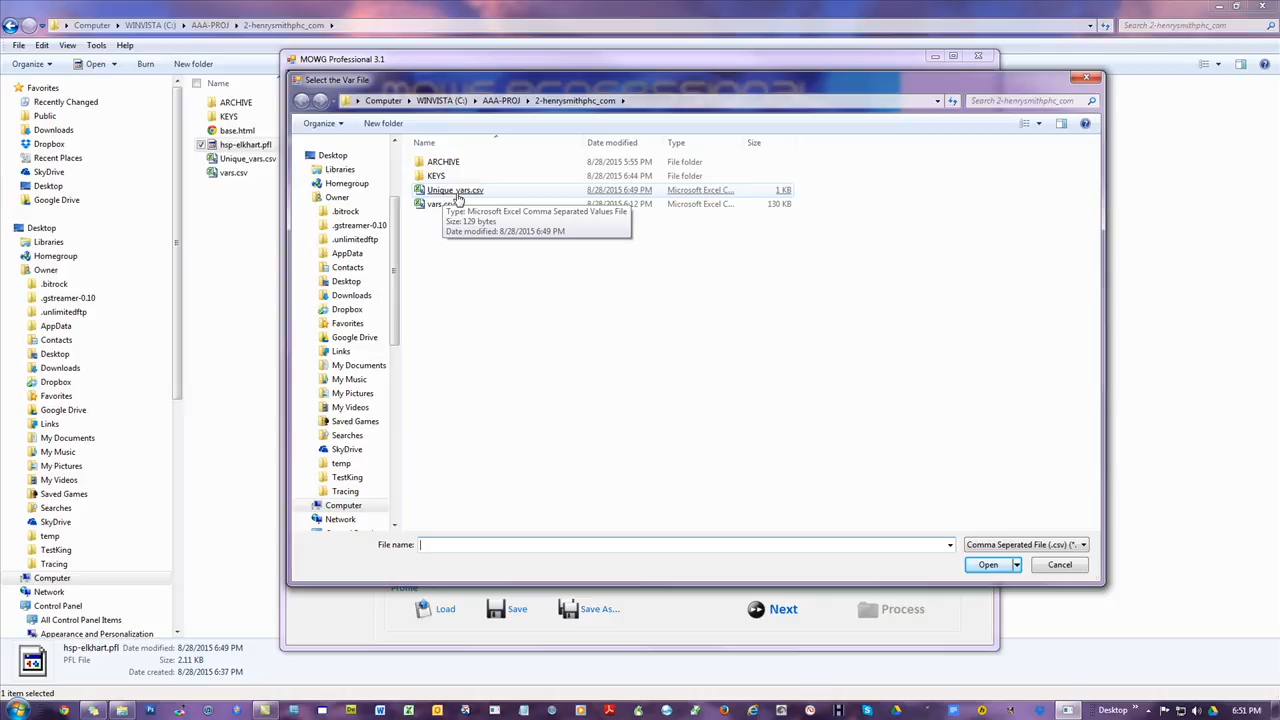 Computer ▸ WINVISTA (C:) ▸ AAA-PROJ ▸ 2-henrysmithphc_com ▸
Search 2-henrysmithphc_com
File Edit View Tools Help
Organize ▾ Open ▾ Burn New folder
Favorites
Recently Changed
Public
Downloads
Dropbox
Recent Places
SkyDrive
Desktop
Google Drive
Desktop
Libraries
Homegroup
Owner
.bitrock
.gstreamer-0.10
.unlimitedftp
AppData
Contacts
Desktop
Downloads
Dropbox
Favorites
Google Drive
Links
My Documents
My Music
My Pictures
My Videos
Saved Games
Searches
SkyDrive
temp
TestKing
Tracing
Computer
Network
Control Panel
All Control Panel Items
Appearance and Personalization
Name
ARCHIVE
KEYS
base.html
hsp-elkhart.pfl
Unique_vars.csv
vars.csv
MOWG Professional 3.1
Select the Var File
Computer ▸ WINVISTA (C:) ▸ AAA-PROJ ▸ 2-henrysmithphc_com ▸
Search 2-henrysmithphc_com
Organize ▾ New folder
Desktop
Libraries
Homegroup
Owner
.bitrock
.gstreamer-0.10
.unlimitedftp
AppData
Contacts
Desktop
Downloads
Dropbox
Favorites
Google Drive
Links
My Documents
My Music
My Pictures
My Videos
Saved Games
Searches
SkyDrive
temp
TestKing
Tracing
Computer
Network
Name Date modified Type Size
ARCHIVE 8/28/2015 5:55 PM File folder
KEYS 8/28/2015 6:44 PM File folder
Unique_vars.csv 8/28/2015 6:49 PM Microsoft Excel C... 1 KB
Microsoft Excel C... 130 KB
Type: Microsoft Excel Comma Separated Values File
Size: 129 bytes
Date modified: 8/28/2015 6:49 PM
File name:
Comma Seperated File (.csv) (*.
Open Cancel
Profile
Load Save Save As... Next Process
hsp-elkhart.pfl Date modified: 8/28/2015 6:49 PM
PFL File Size: 2.11 KB
Date created: 8/28/2015 6:37 PM
1 item selected
Desktop
6:51 PM